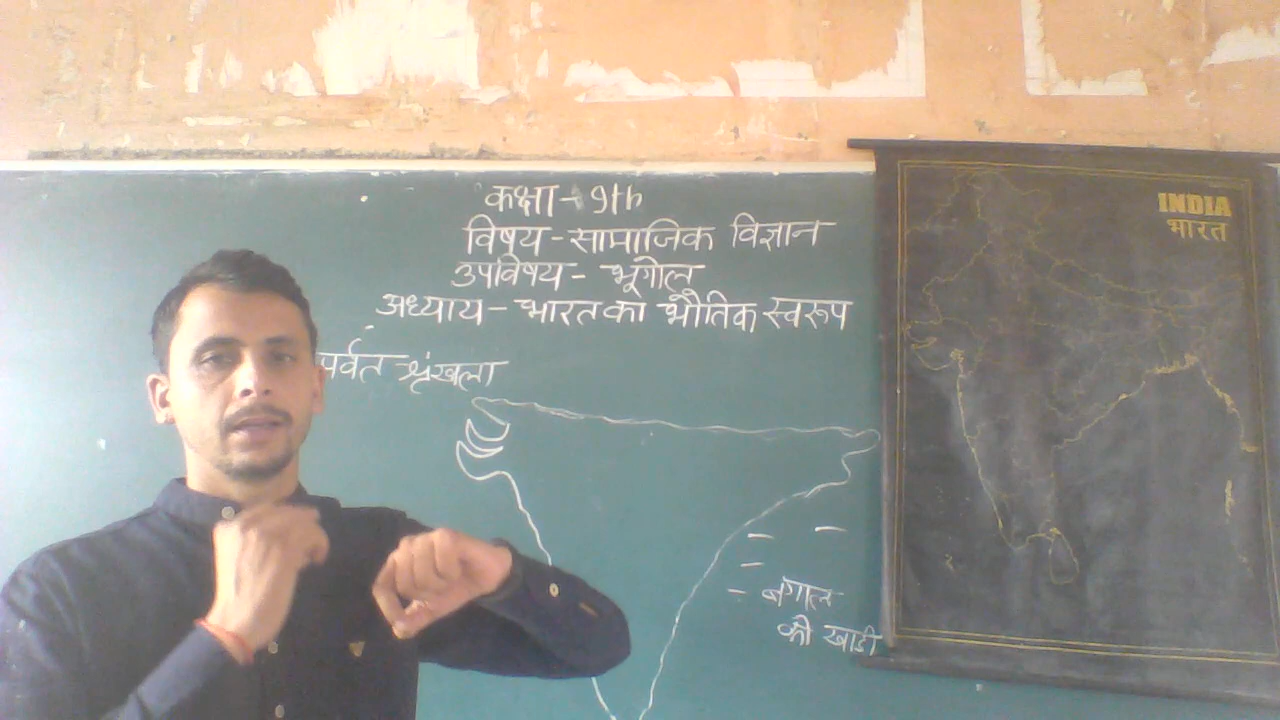 कक्षा - 9th
विषय - सामाजिक विज्ञान
उपविषय - भूगोल
अध्याय - भारत का भौतिक स्वरूप
पर्वत श्रृंखला
बंगाल
की खाडी
INDIA
भारत